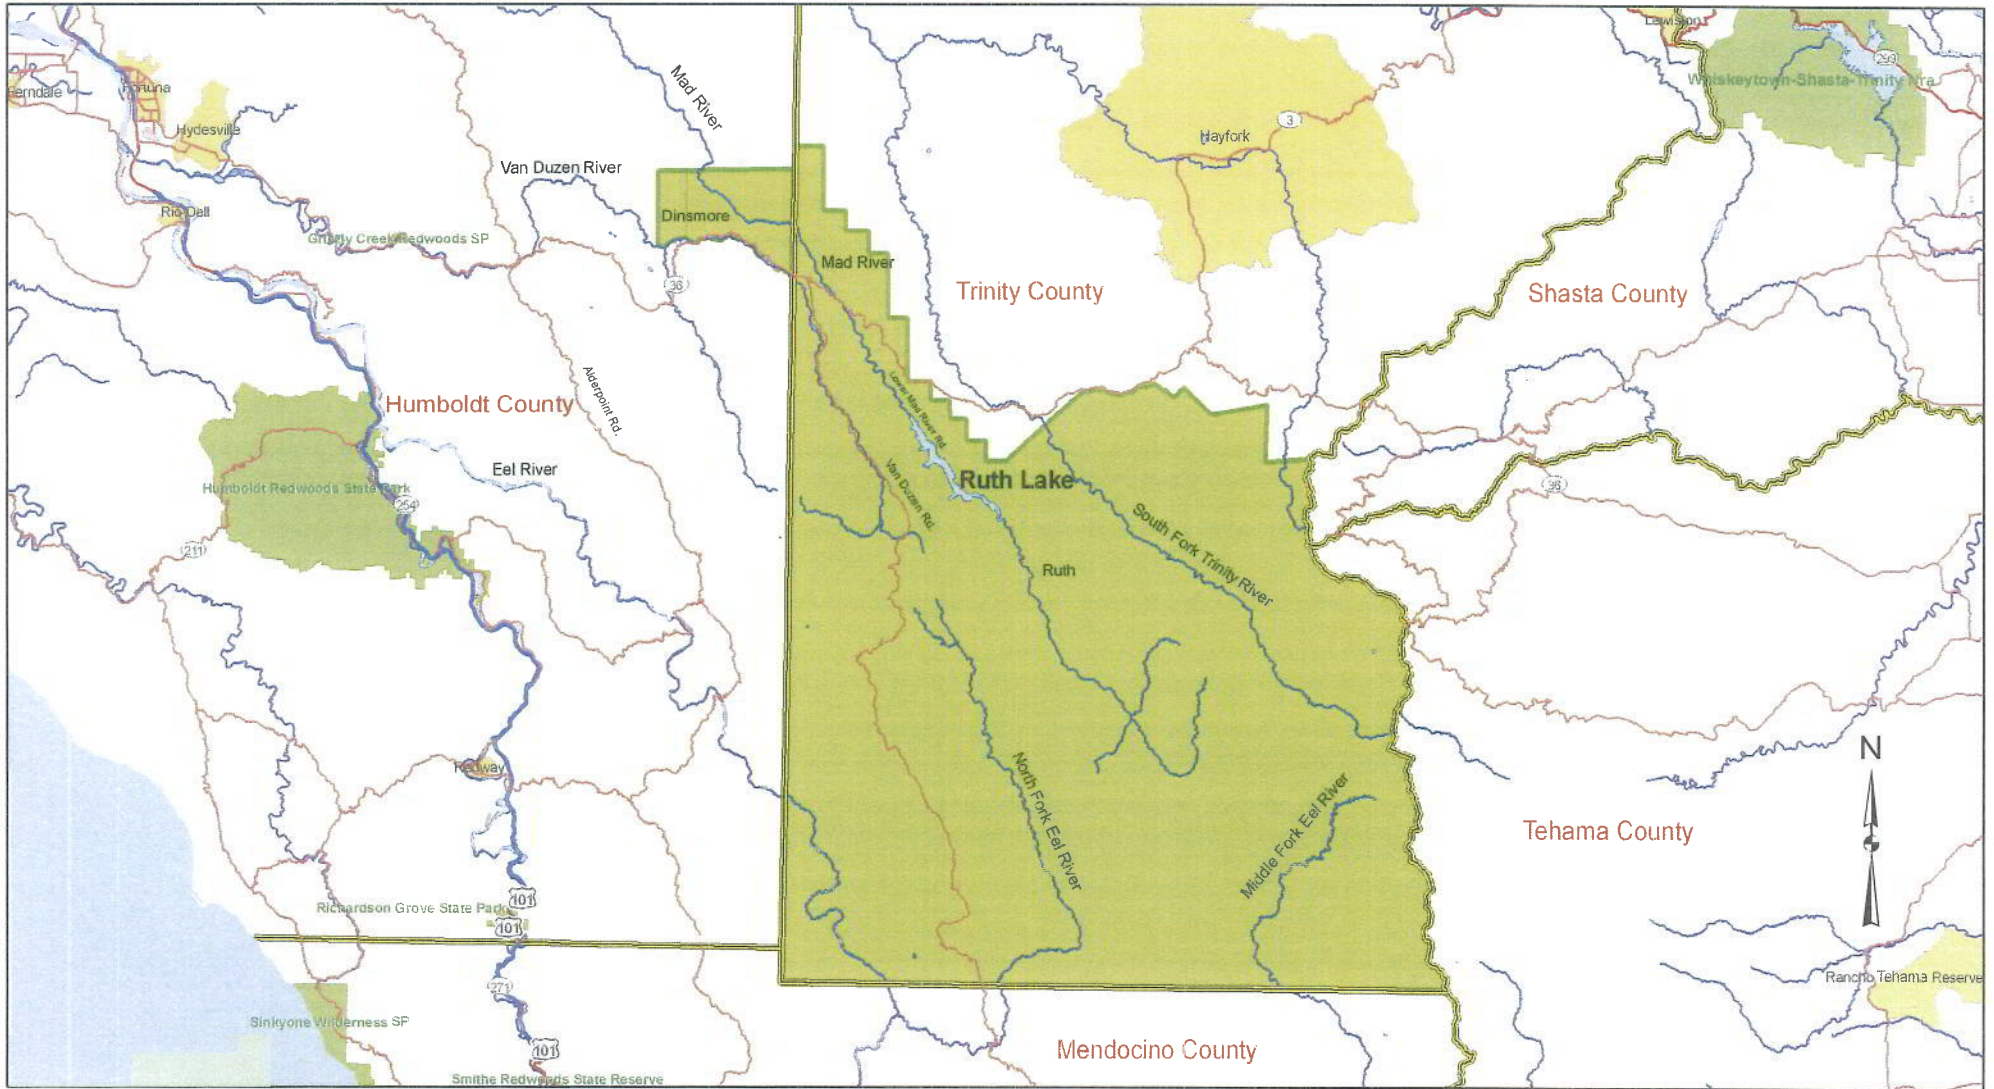 Lewiston
299
Whiskeytown-Shasta-Trinity Nra
Ferndale
Fortuna
Mad River
Hydesville
3
Hayfork
Van Duzen River
Rio Dell
Dinsmore
Grizzly Creek Redwoods SP
Mad River
36
Trinity County
Shasta County
Alderpoint Rd.
Lower Mad River Rd
Humboldt County
Eel River
Ruth Lake
Van Duzen Rd.
Humboldt Redwoods State Park
254
36
South Fork Trinity River
211
Ruth
N
Redway
North Fork Eel River
Middle Fork Eel River
Tehama County
101
Richardson Grove State Park
101
Rancho Tehama Reserve
271
Sinkyone Wilderness SP
101
Mendocino County
Smithe Redwoods State Reserve